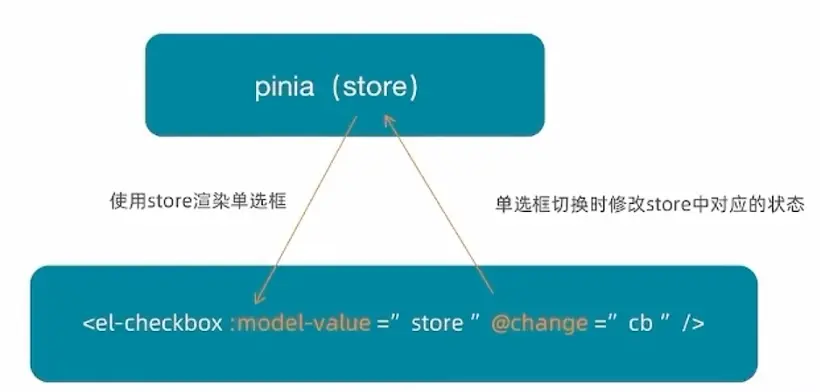 pinia（store）
使用store渲染单选框
单选框切换时修改store中对应的状态
<el-checkbox :model-value =” store ” @change =” cb ” />